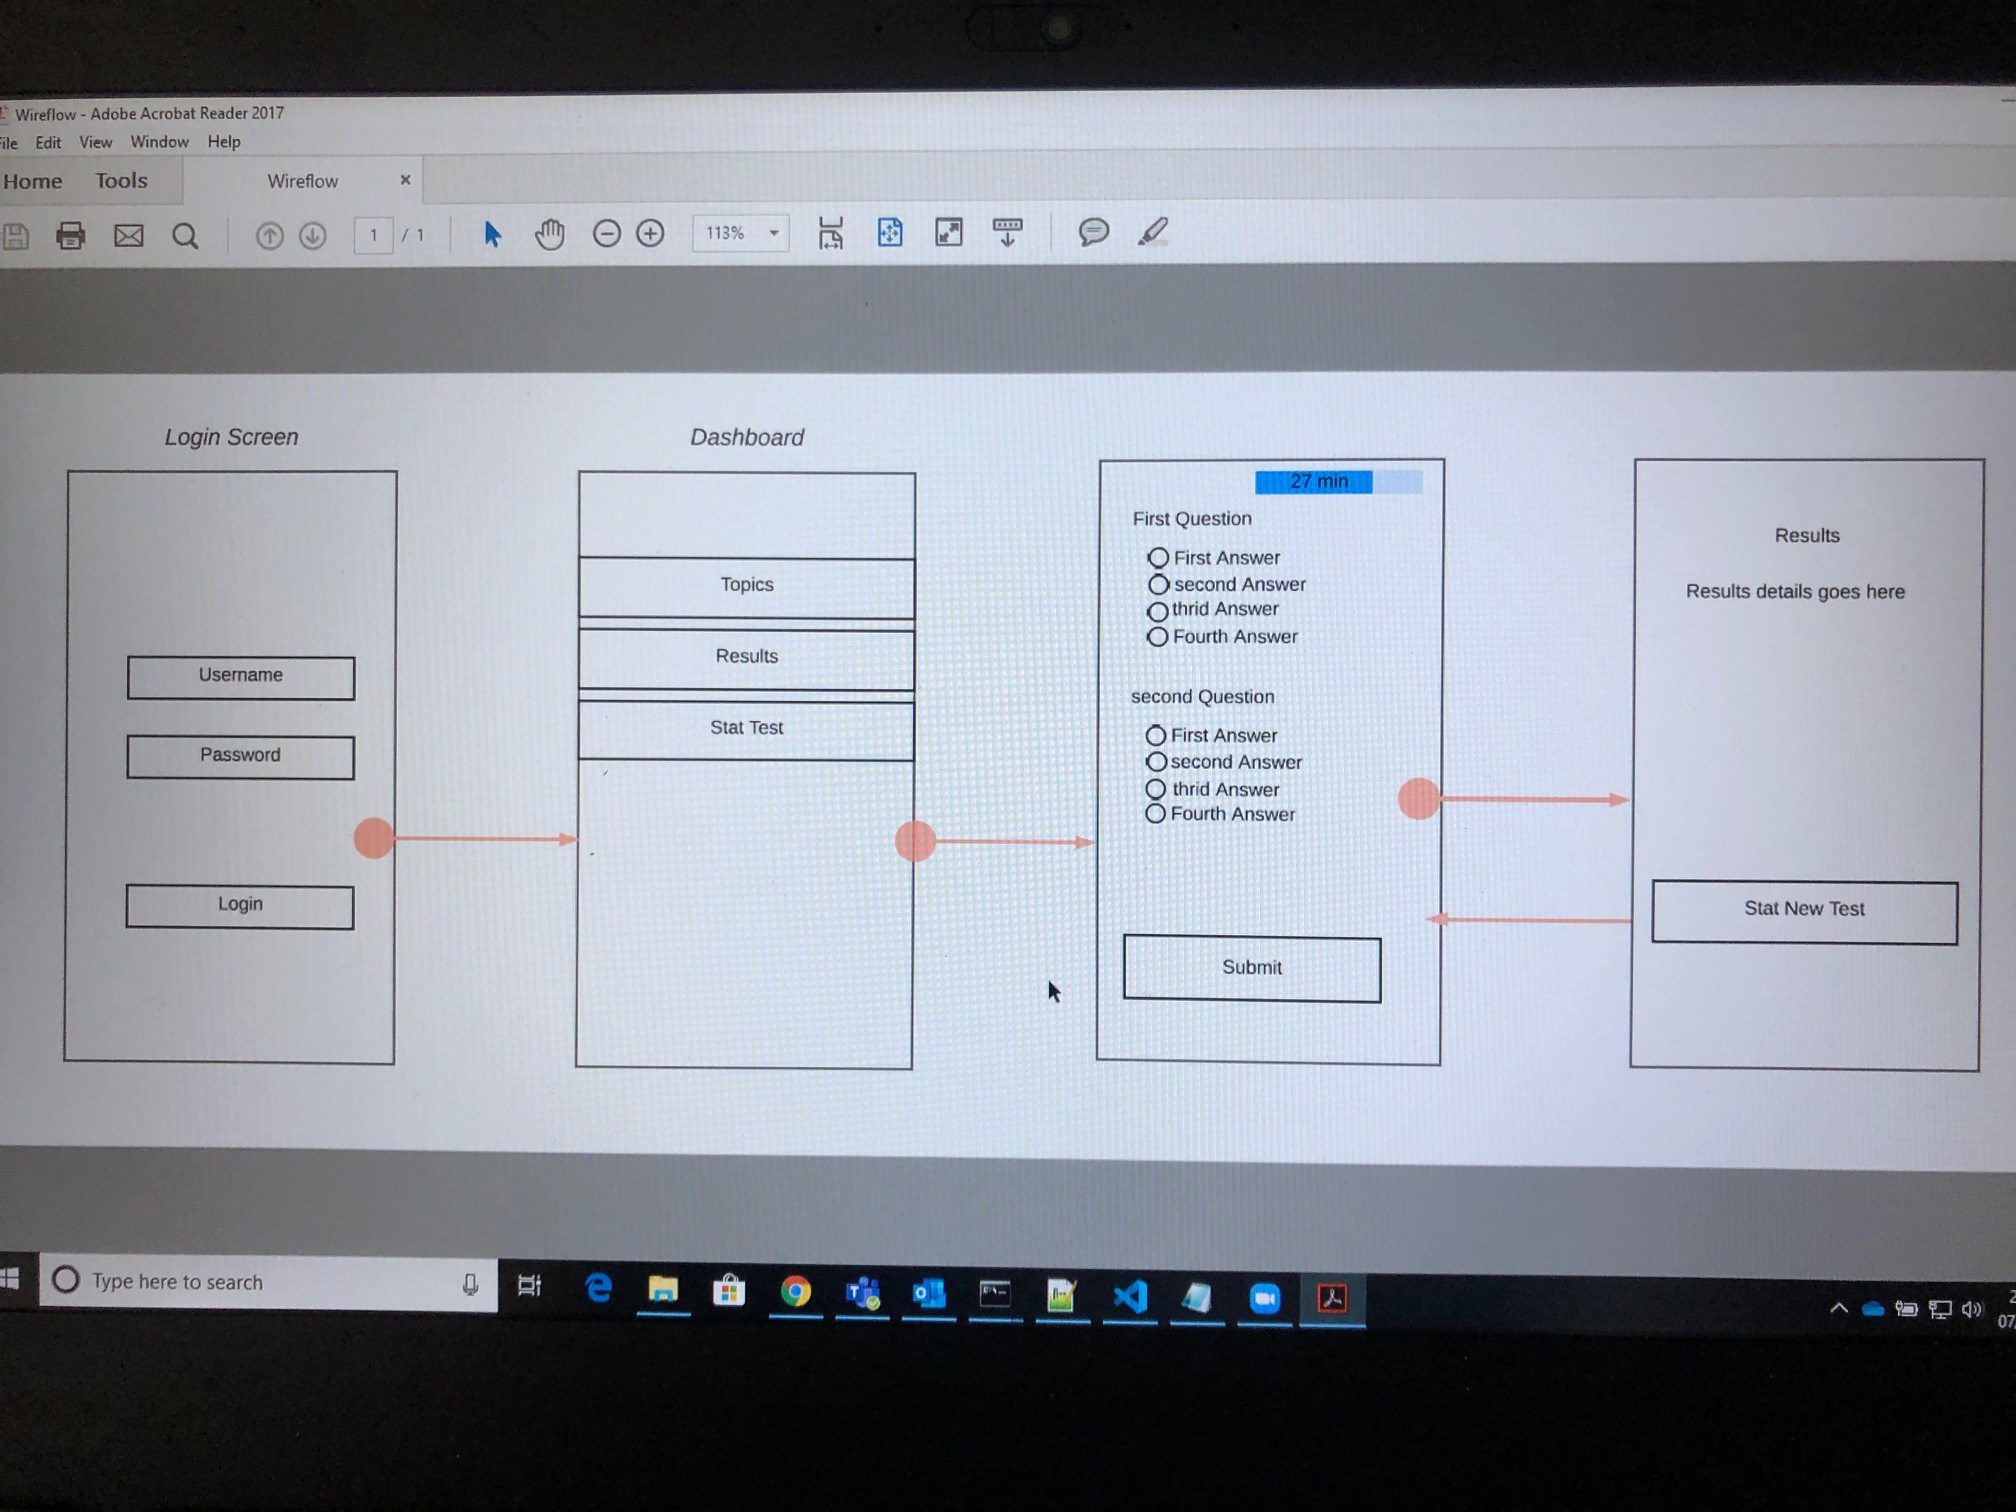 Wireflow - Adobe Acrobat Reader 2017
File Edit View Window Help
Home Tools Wireflow ×
1 / 1 113%
Login Screen
Username
Password
Login
Dashboard
Topics
Results
Stat Test
27 min
First Question
First Answer
second Answer
thrid Answer
Fourth Answer
second Question
First Answer
second Answer
thrid Answer
Fourth Answer
Submit
Results
Results details goes here
Stat New Test
Type here to search